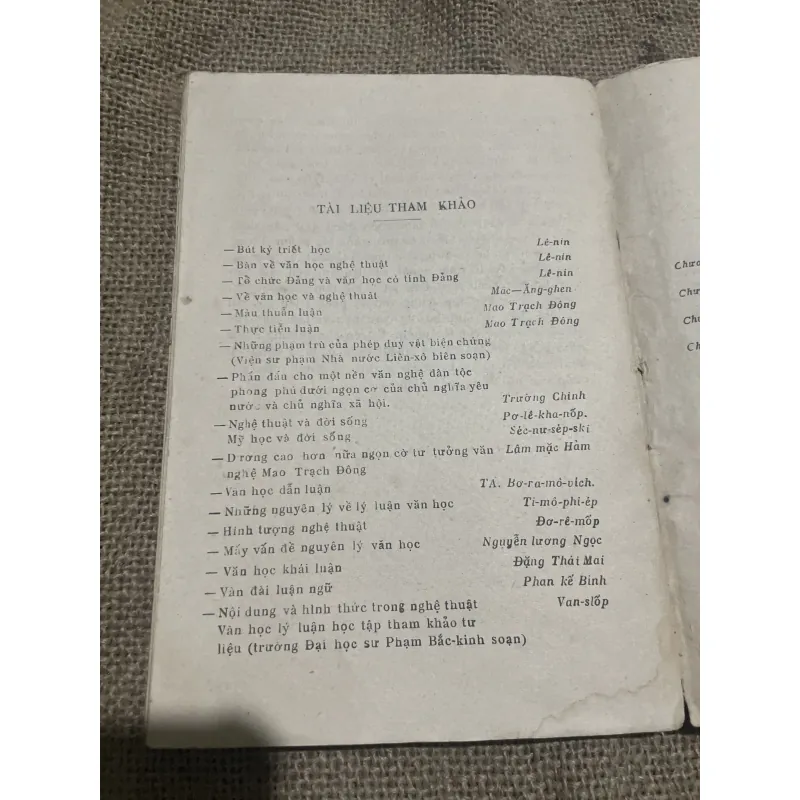 TÀI LIỆU THAM KHẢO
— Bút ký triết học Lê-nin
— Bàn về văn học nghệ thuật Lê-nin
— Tổ chức Đảng và văn học có tính Đảng Lê-nin
— Về văn học và nghệ thuật Mác—Ăng-ghen
— Mâu thuẫn luận Mao Trạch Đông
— Thực tiễn luận Mao Trạch Đông
— Những phạm trù của phép duy vật biện chứng
(Viện sư phạm Nhà nước Liên-xô biên soạn)
— Phấn đấu cho một nền văn nghệ dân tộc
phong phú dưới ngọn cờ của chủ nghĩa yêu
nước và chủ nghĩa xã hội. Trường Chinh
— Nghệ thuật và đời sống Pơ-lê-kha-nốp.
Mỹ học và đời sống Séc-nư-sép-ski
— Dương cao hơn nữa ngọn cờ tư tưởng văn Lâm mặc Hàm
nghệ Mao Trạch Đông
— Văn học dẫn luận TA. Bơ-ra-mô-vich.
— Những nguyên lý về lý luận văn học Ti-mô-phi-ép
— Hình tượng nghệ thuật Đơ-rê-mốp
— Mấy vấn đề nguyên lý văn học Nguyễn lương Ngọc
— Văn học khái luận Đặng Thái Mai
— Vàn đài luận ngữ Phan kế Bính
— Nội dung và hình thức trong nghệ thuật Van-slốp
Văn học lý luận học tập tham khảo tư
liệu (trường Đại học sư Phạm Bắc-kinh soạn)
Chươ
Chư
Chư
Ch